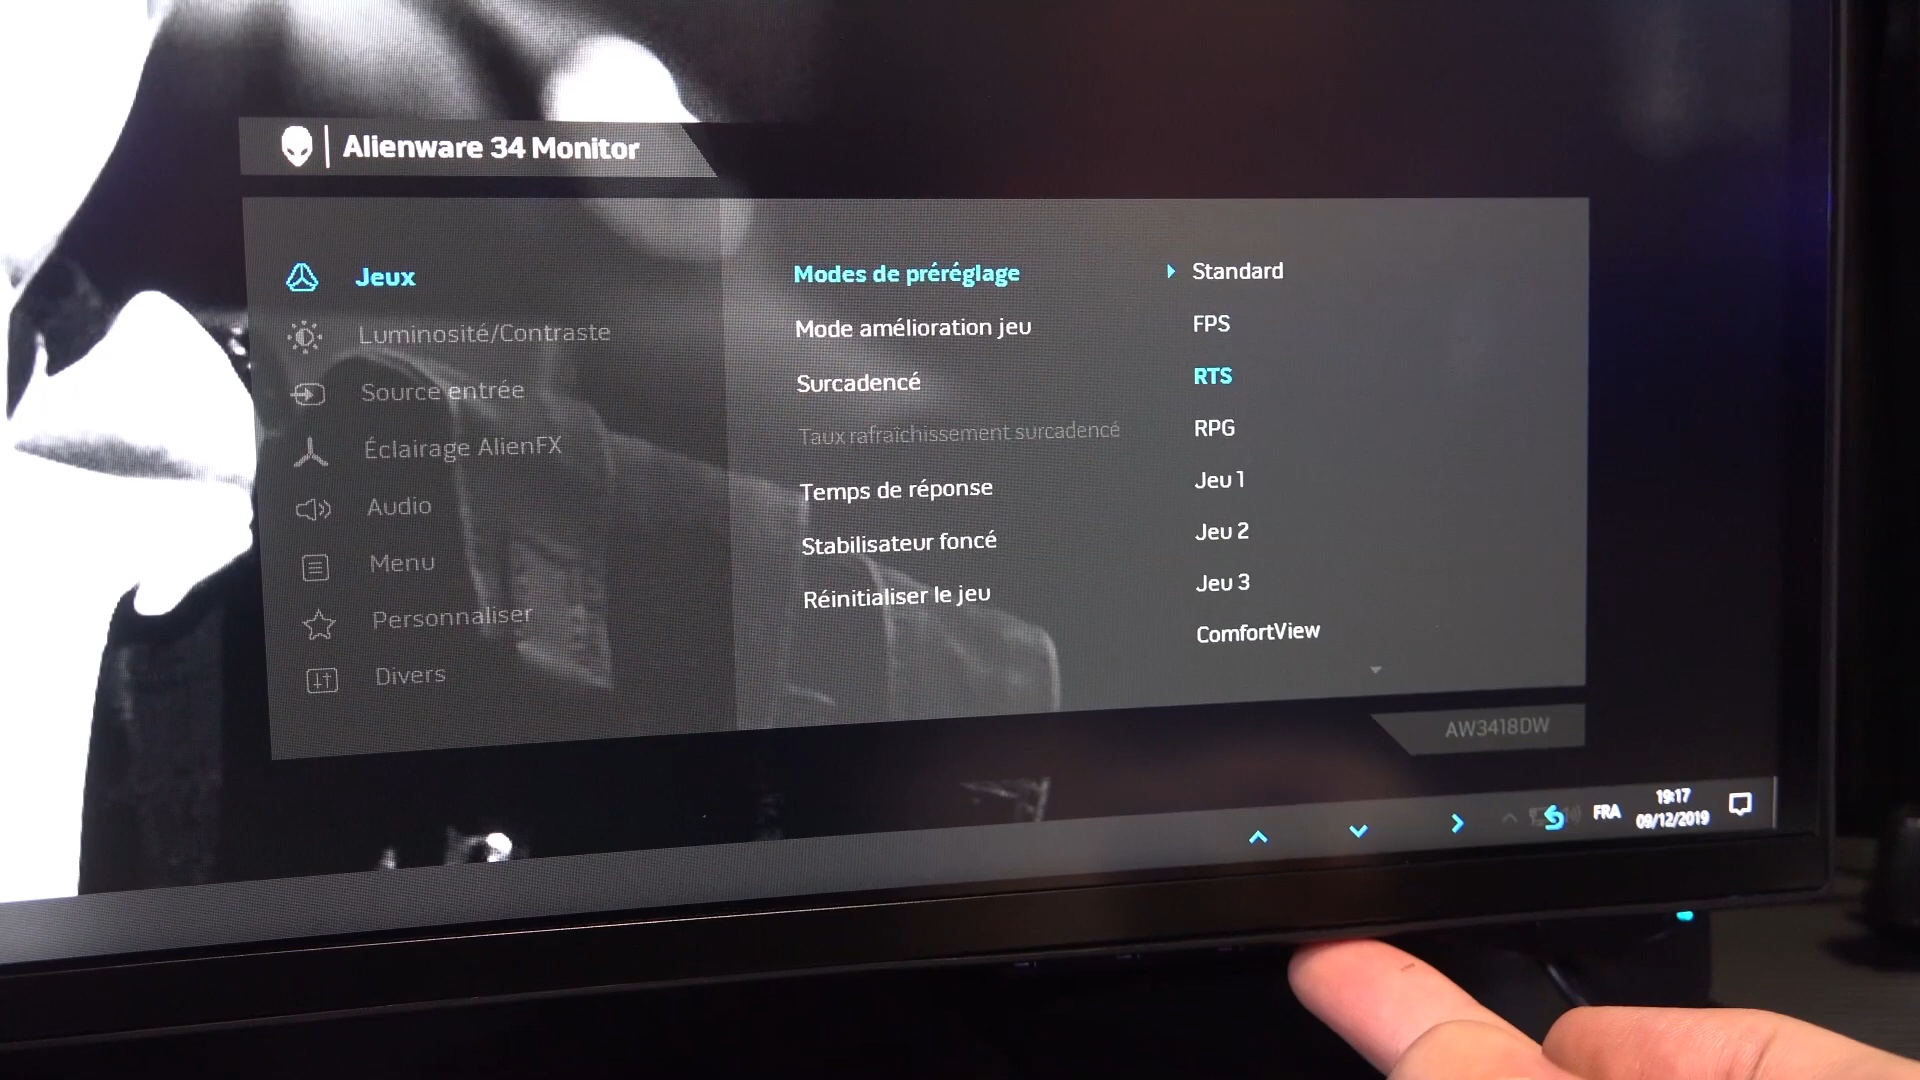 Alienware 34 Monitor
Jeux
Luminosité/Contraste
Source entrée
Éclairage AlienFX
Audio
Menu
Personnaliser
Divers
Modes de préréglage
Mode amélioration jeu
Surcadencé
Taux rafraîchissement surcadencé
Temps de réponse
Stabilisateur foncé
Réinitialiser le jeu
Standard
FPS
RTS
RPG
Jeu 1
Jeu 2
Jeu 3
ComfortView
AW3418DW
FRA
19:17
09/12/2019